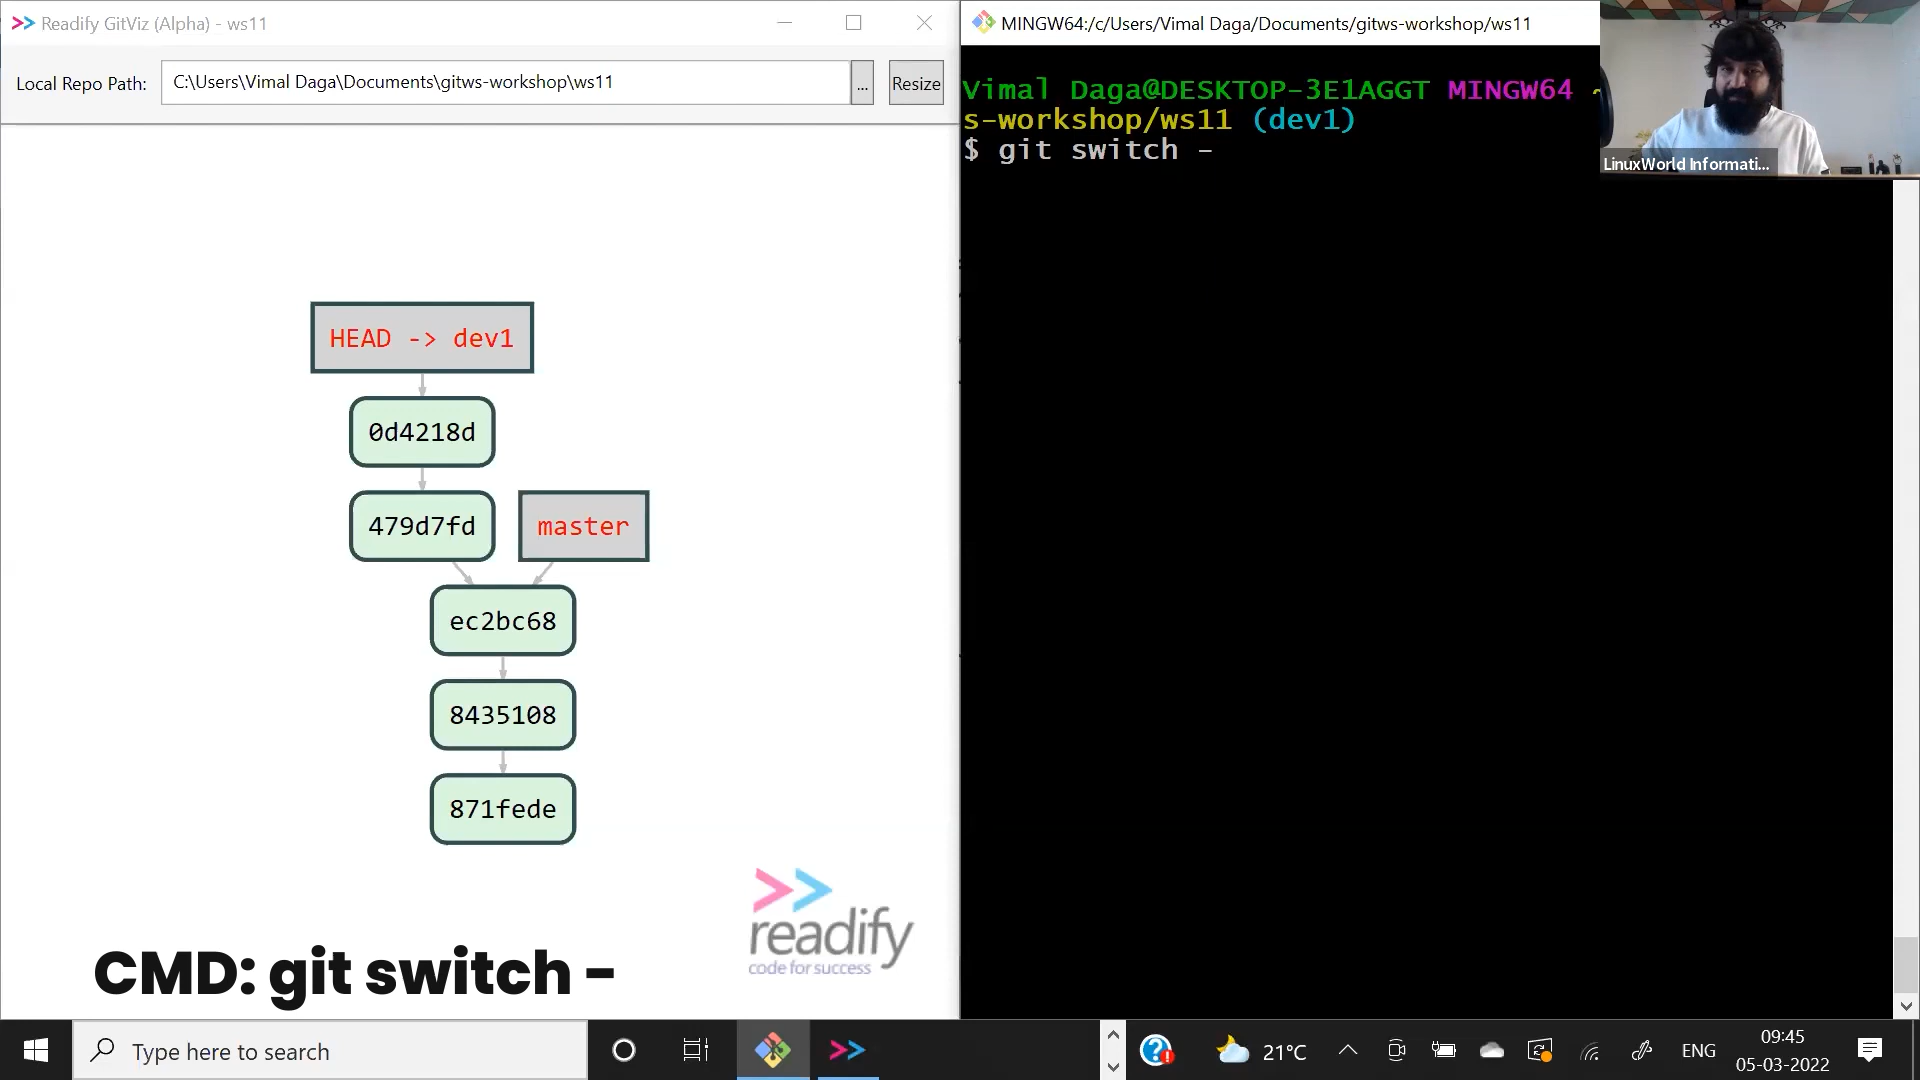 Readify GitViz (Alpha) - ws11
Local Repo Path:
C:\Users\Vimal Daga\Documents\gitws-workshop\ws11
...
Resize
HEAD -> dev1
0d4218d
479d7fd
master
ec2bc68
8435108
871fede
readify
code for success
CMD: git switch -
MINGW64:/c/Users/Vimal Daga/Documents/gitws-workshop/ws11
Vimal Daga@DESKTOP-3E1AGGT MINGW64 ~
s-workshop/ws11 (dev1)
$ git switch -
LinuxWorld Informati...
Type here to search
21°C
ENG
09:45
05-03-2022